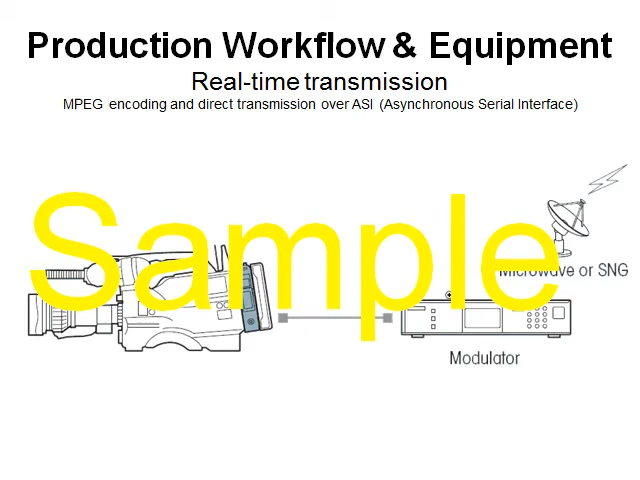 Production Workflow & Equipment
Real-time transmission
MPEG encoding and direct transmission over ASI (Asynchronous Serial Interface)
Sample
Microwave or SNG
Modulator